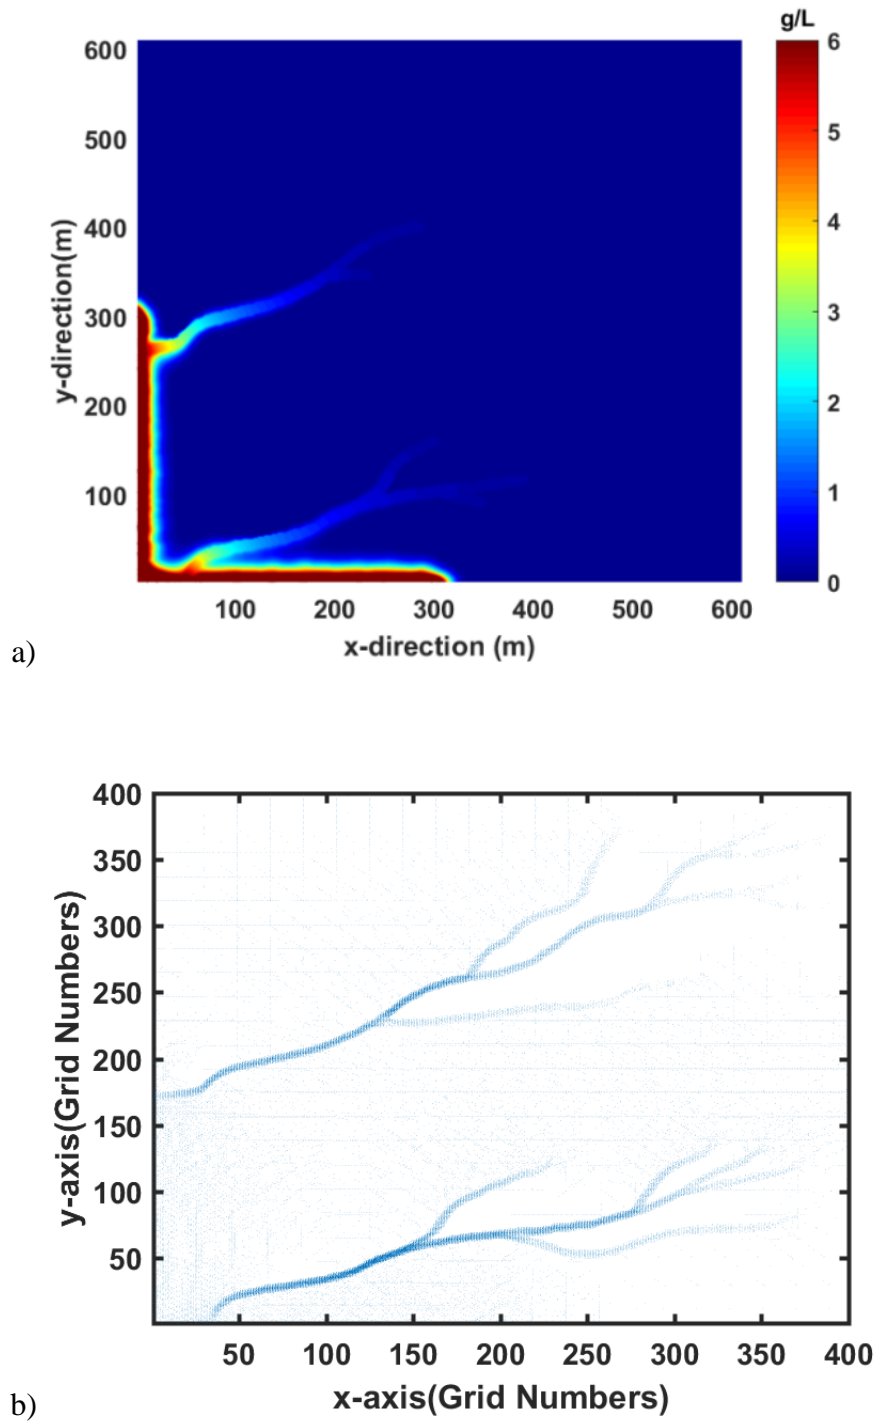 g/L
600
500
400
300
200
100
y-direction(m)
6
5
4
3
2
1
0
100 200 300 400 500 600
x-direction (m)
a)
400
350
300
250
200
150
100
50
y-axis(Grid Numbers)
50 100 150 200 250 300 350 400
x-axis(Grid Numbers)
b)